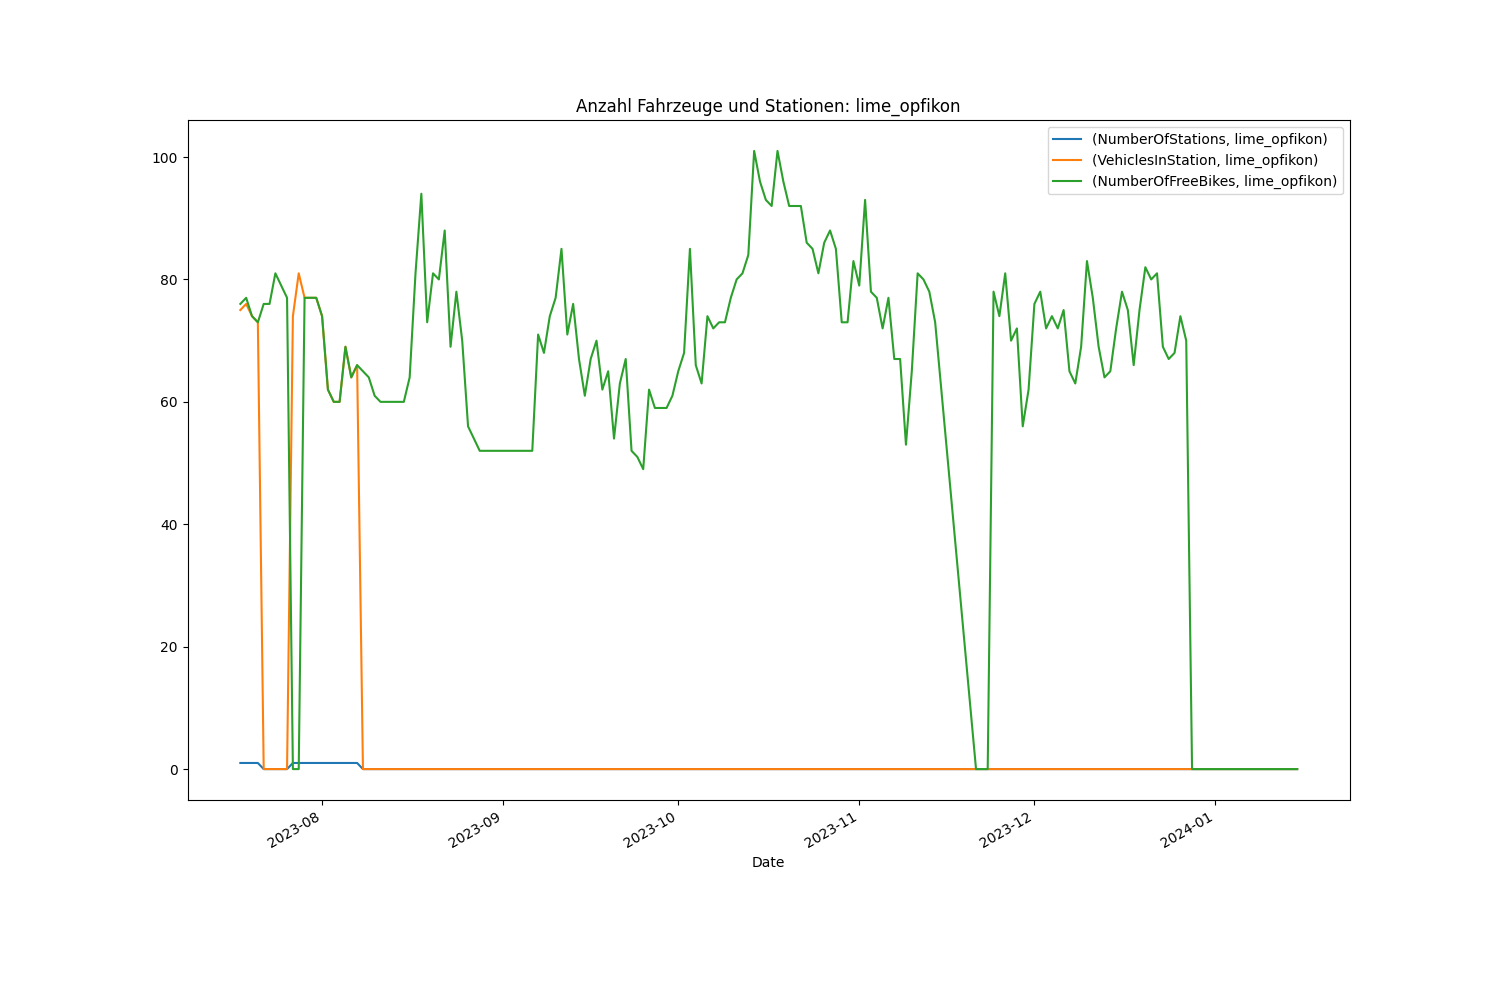 Anzahl Fahrzeuge und Stationen: lime_opfikon
(NumberOfStations, lime_opfikon)
(VehiclesInStation, lime_opfikon)
(NumberOfFreeBikes, lime_opfikon)
100
80
60
40
20
0
2023-08
2023-09
2023-10
2023-11
2023-12
2024-01
Date